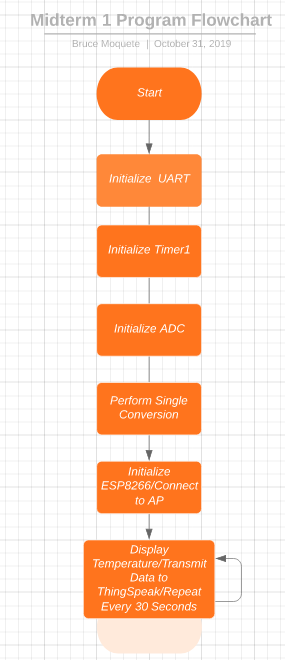 Midterm 1 Program Flowchart
Bruce Moquete | October 31, 2019
Start
Initialize UART
Initialize Timer1
Initialize ADC
Perform Single
Conversion
Initialize
ESP8266/Connect
to AP
Display
Temperature/Transmit
Data to
ThingSpeak/Repeat
Every 30 Seconds